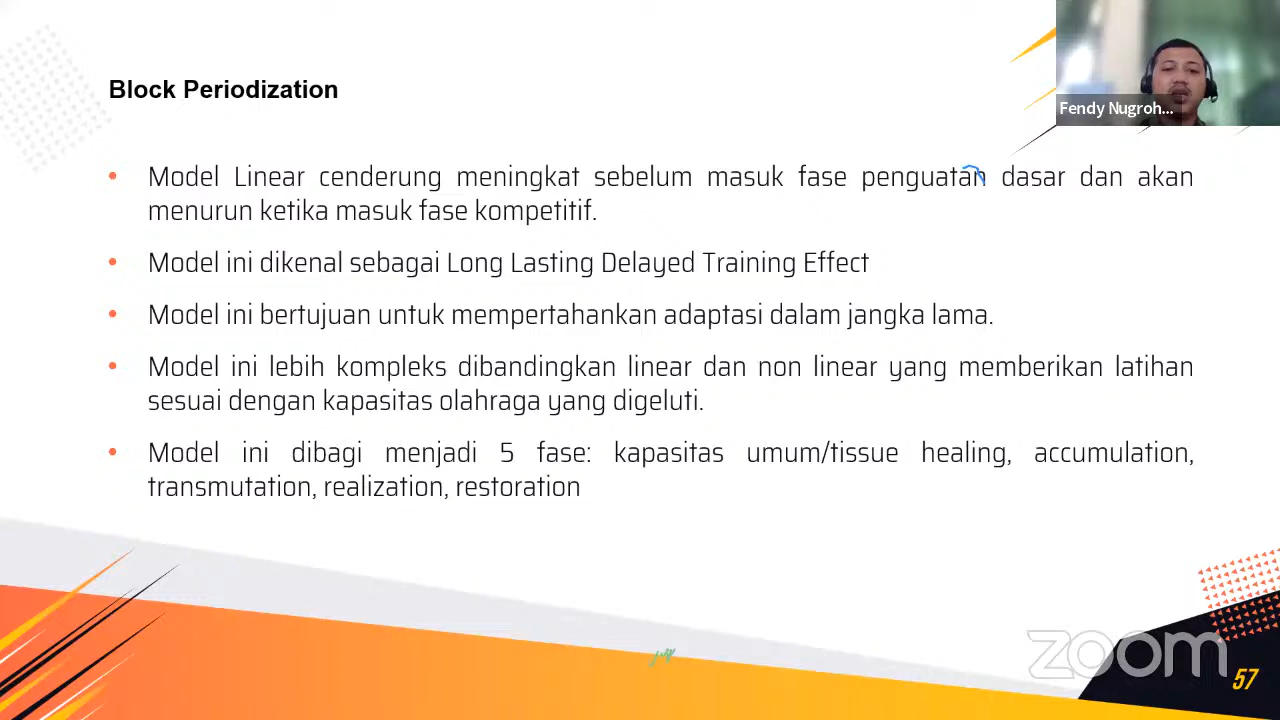 Block Periodization
Fendy Nugroh...
Model Linear cenderung meningkat sebelum masuk fase penguatan dasar dan akan
menurun ketika masuk fase kompetitif.
Model ini dikenal sebagai Long Lasting Delayed Training Effect
Model ini bertujuan untuk mempertahankan adaptasi dalam jangka lama.
Model ini lebih kompleks dibandingkan linear dan non linear yang memberikan latihan
sesuai dengan kapasitas olahraga yang digeluti.
Model ini dibagi menjadi 5 fase: kapasitas umum/tissue healing, accumulation,
transmutation, realization, restoration
zoom
57